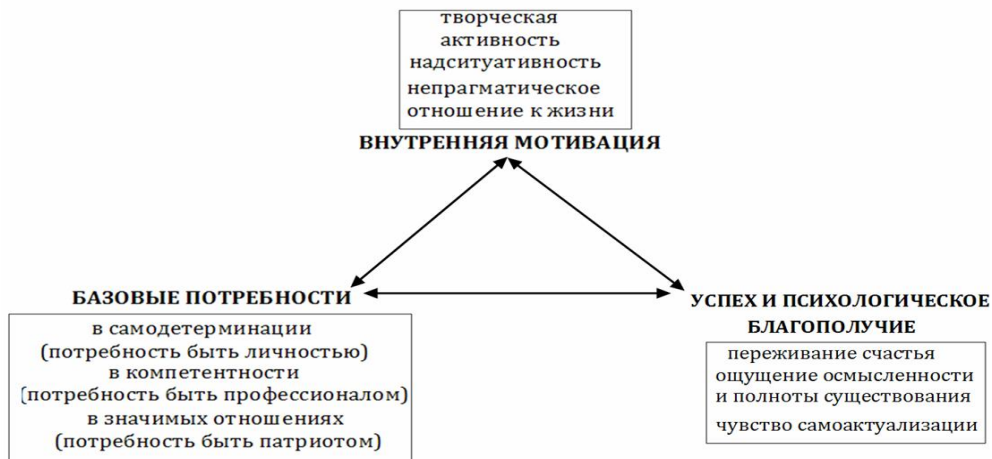 творческая
активность
надситуативность
непрагматическое
отношение к жизни
ВНУТРЕННЯЯ МОТИВАЦИЯ
БАЗОВЫЕ ПОТРЕБНОСТИ
в самодетерминации
(потребность быть личностью)
в компетентности
(потребность быть профессионалом)
в значимых отношениях
(потребность быть патриотом)
УСПЕХ И ПСИХОЛОГИЧЕСКОЕ
БЛАГОПОЛУЧИЕ
переживание счастья
ощущение осмысленности
и полноты существования
чувство самоактуализации